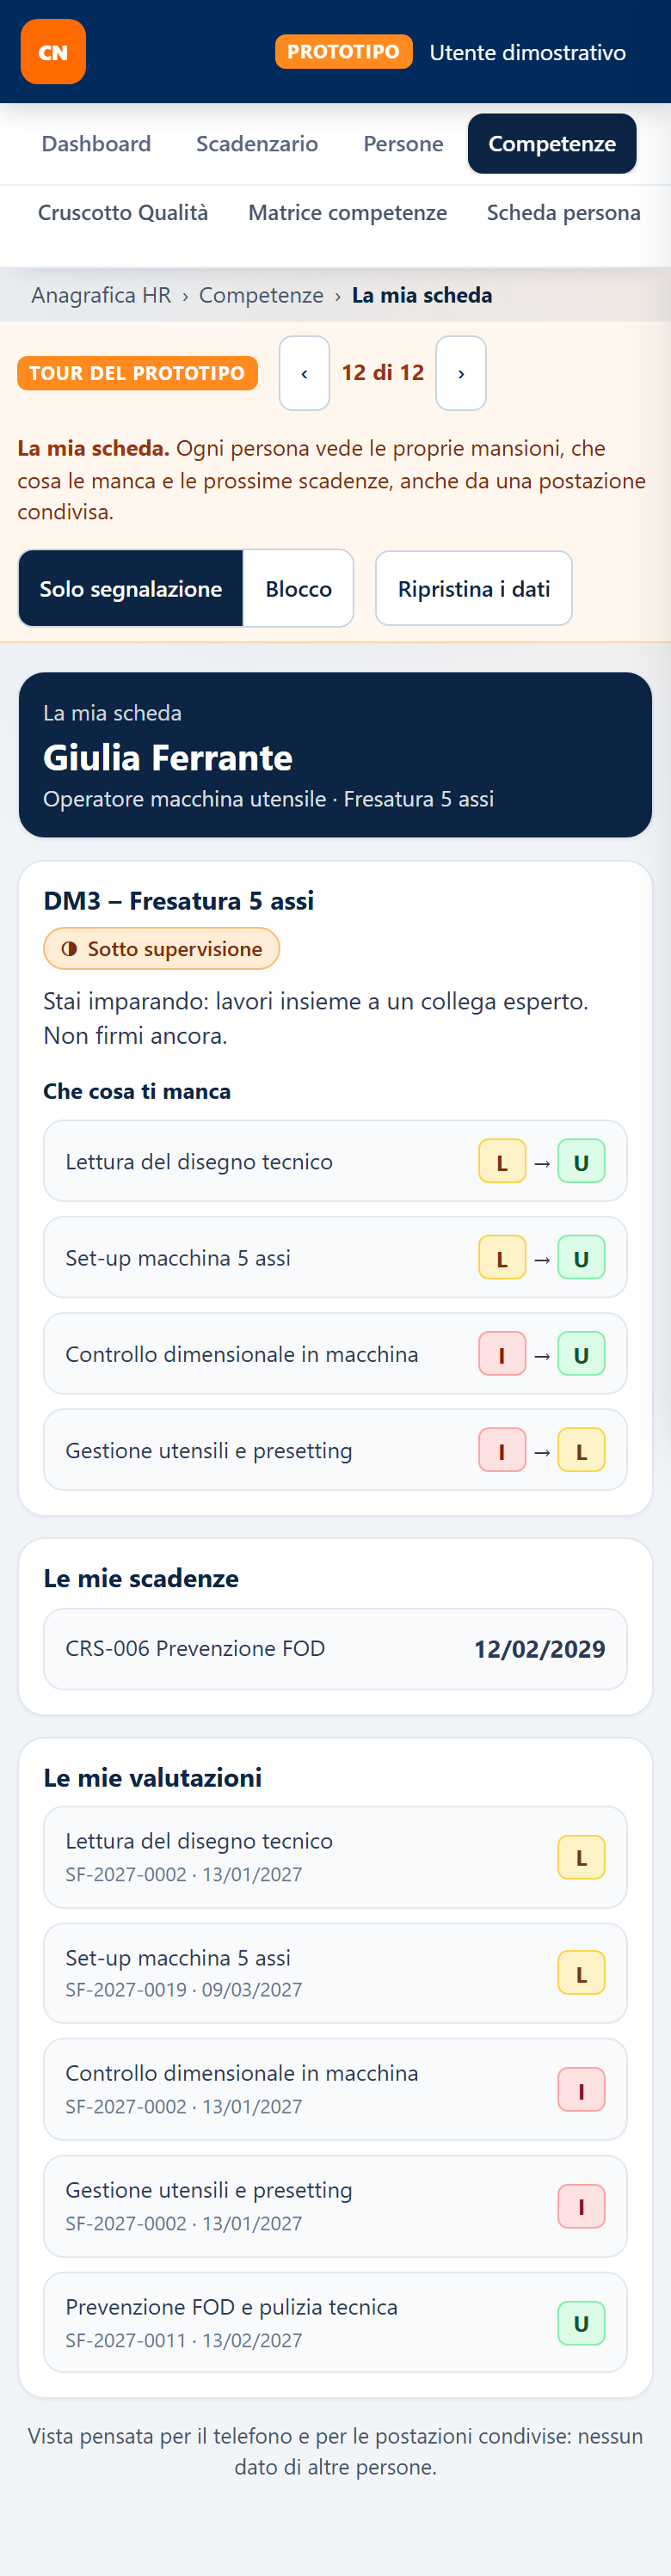 CN
PROTOTIPO Utente dimostrativo
Dashboard Scadenzario Persone Competenze
Cruscotto Qualità Matrice competenze Scheda persona
Anagrafica HR › Competenze › La mia scheda
TOUR DEL PROTOTIPO ‹ 12 di 12 ›
La mia scheda. Ogni persona vede le proprie mansioni, che
cosa le manca e le prossime scadenze, anche da una postazione
condivisa.
Solo segnalazione Blocco Ripristina i dati
La mia scheda
Giulia Ferrante
Operatore macchina utensile · Fresatura 5 assi
DM3 – Fresatura 5 assi
◑ Sotto supervisione
Stai imparando: lavori insieme a un collega esperto.
Non firmi ancora.
Che cosa ti manca
Lettura del disegno tecnico L → U
Set-up macchina 5 assi L → U
Controllo dimensionale in macchina I → U
Gestione utensili e presetting I → L
Le mie scadenze
CRS-006 Prevenzione FOD 12/02/2029
Le mie valutazioni
Lettura del disegno tecnico L
SF-2027-0002 · 13/01/2027
Set-up macchina 5 assi L
SF-2027-0019 · 09/03/2027
Controllo dimensionale in macchina I
SF-2027-0002 · 13/01/2027
Gestione utensili e presetting I
SF-2027-0002 · 13/01/2027
Prevenzione FOD e pulizia tecnica U
SF-2027-0011 · 13/02/2027
Vista pensata per il telefono e per le postazioni condivise: nessun
dato di altre persone.